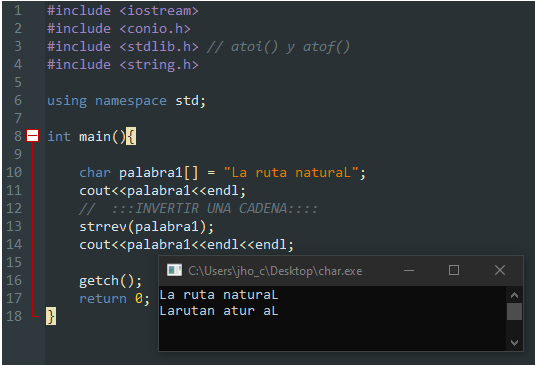 1 #include <iostream>
2 #include <conio.h>
3 #include <stdlib.h> // atoi() y atof()
4 #include <string.h>
5
6 using namespace std;
7
8 int main(){
9
10 char palabra1[] = "La ruta naturaL";
11 cout<<palabra1<<endl;
12 // :::INVERTIR UNA CADENA::::
13 strrev(palabra1);
14 cout<<palabra1<<endl<<endl;
15
16 getch();
17 return 0;
18 }
C:\Users\jho_c\Desktop\char.exe
La ruta naturaL
Larutan atur aL